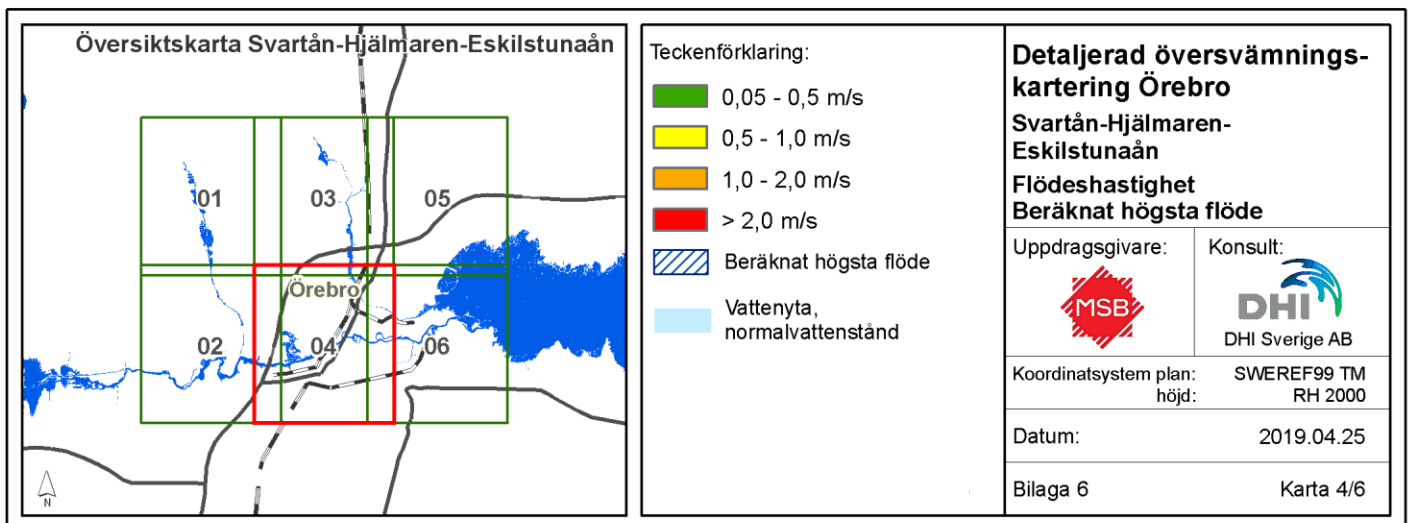 Översiktskarta Svartån-Hjälmaren-Eskilstunaån
01
03
05
Örebro
02
04
06
N
Teckenförklaring:
0,05 - 0,5 m/s
0,5 - 1,0 m/s
1,0 - 2,0 m/s
> 2,0 m/s
Beräknat högsta flöde
Vattenyta,
normalvattenstånd
Detaljerad översvämnings-
kartering Örebro
Svartån-Hjälmaren-
Eskilstunaån
Flödeshastighet
Beräknat högsta flöde
Uppdragsgivare:
MSB
Konsult:
DHI
DHI Sverige AB
Koordinatsystem plan: SWEREF99 TM
höjd: RH 2000
Datum: 2019.04.25
Bilaga 6 Karta 4/6